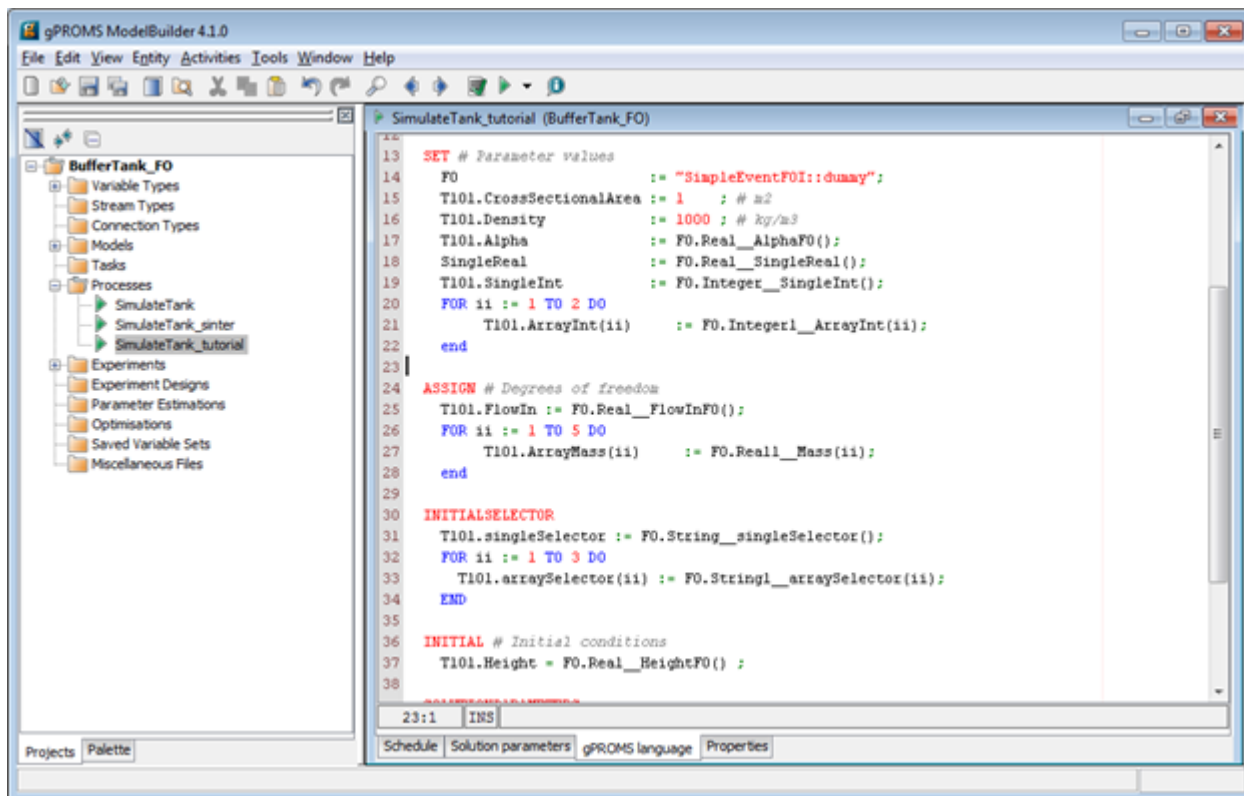 gPROMS ModelBuilder 4.1.0
File Edit View Entity Activities Tools Window Help
BufferTank_FO
Variable Types
Stream Types
Connection Types
Models
Tasks
Processes
SimulateTank
SimulateTank_sinter
SimulateTank_tutorial
Experiments
Experiment Designs
Parameter Estimations
Optimisations
Saved Variable Sets
Miscellaneous Files
Projects Palette
SimulateTank_tutorial (BufferTank_FO)
12
13 SET # Parameter values
14 FO := "SimpleEventFOI::dummy";
15 T101.CrossSectionalArea := 1 ; # m2
16 T101.Density := 1000 ; # kg/m3
17 T101.Alpha := FO.Real__AlphaFO();
18 SingleReal := FO.Real__SingleReal();
19 T101.SingleInt := FO.Integer__SingleInt();
20 FOR ii := 1 TO 2 DO
21 T101.ArrayInt(ii) := FO.Integer1__ArrayInt(ii);
22 end
23
24 ASSIGN # Degrees of freedom
25 T101.FlowIn := FO.Real__FlowInFO();
26 FOR ii := 1 TO 5 DO
27 T101.ArrayMass(ii) := FO.Real1__Mass(ii);
28 end
29
30 INITIALSELECTOR
31 T101.singleSelector := FO.String__singleSelector();
32 FOR ii := 1 TO 3 DO
33 T101.arraySelector(ii) := FO.String1__arraySelector(ii);
34 END
35
36 INITIAL # Initial conditions
37 T101.Height = FO.Real__HeightFO() ;
38
23:1 INS
Schedule Solution parameters gPROMS language Properties